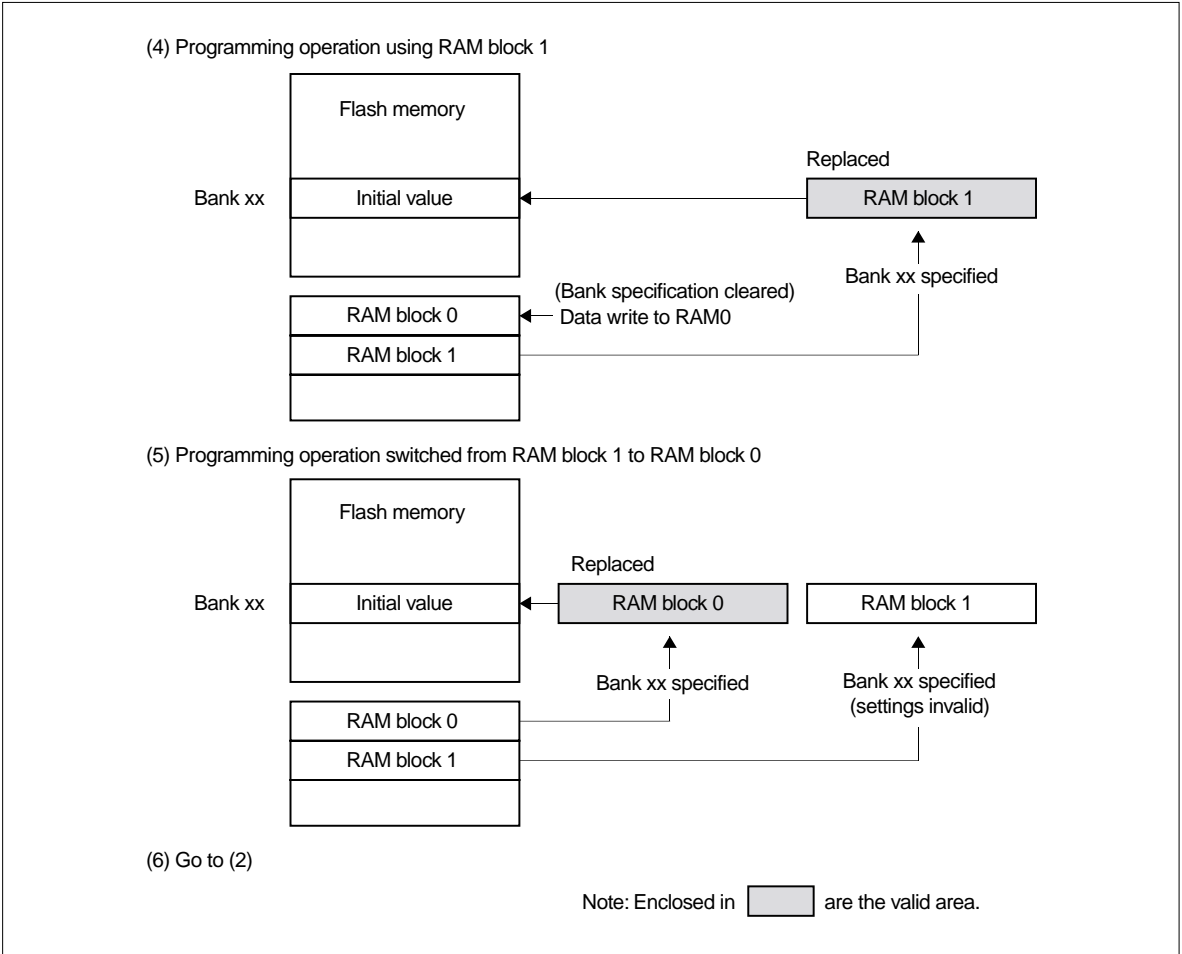 (4) Programming operation using RAM block 1
Flash memory
Replaced
Bank xx
Initial value
RAM block 1
Bank xx specified
(Bank specification cleared)
RAM block 0
Data write to RAM0
RAM block 1
(5) Programming operation switched from RAM block 1 to RAM block 0
Flash memory
Replaced
Bank xx
Initial value
RAM block 0
RAM block 1
Bank xx specified
Bank xx specified
(settings invalid)
RAM block 0
RAM block 1
(6) Go to (2)
Note: Enclosed in are the valid area.